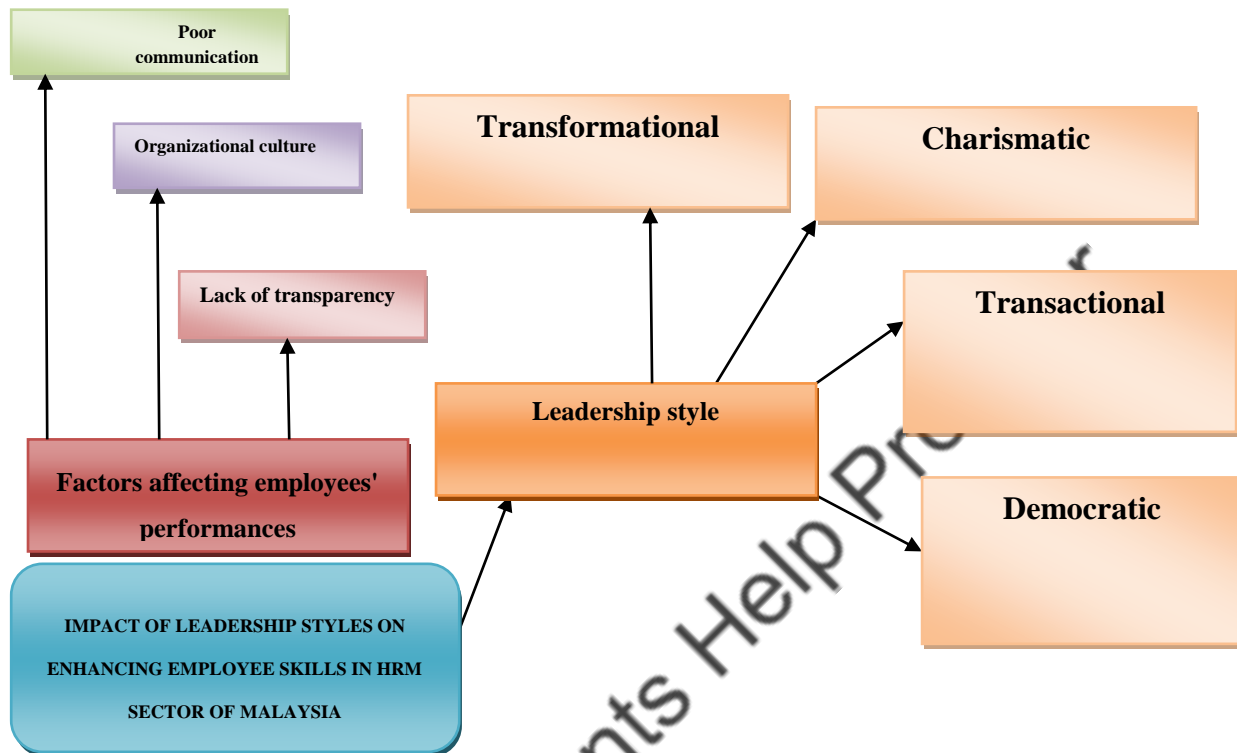 Poor
communication
Organizational culture
Lack of transparency
Factors affecting employees'
performances
Transformational
Charismatic
Transactional
Leadership style
Democratic
IMPACT OF LEADERSHIP STYLES ON
ENHANCING EMPLOYEE SKILLS IN HRM
SECTOR OF MALAYSIA
Help